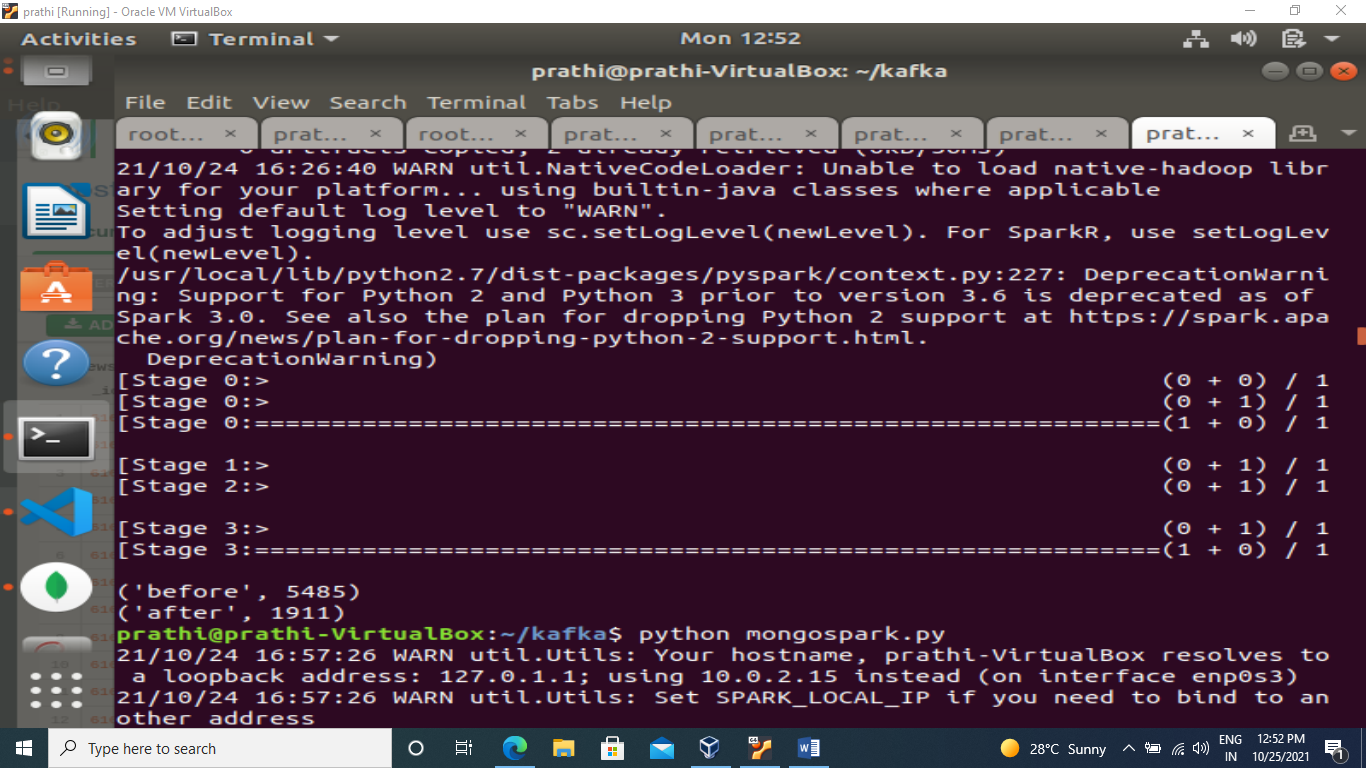 prathi [Running] - Oracle VM VirtualBox
Activities Terminal Mon 12:52
prathi@prathi-VirtualBox: ~/kafka
File Edit View Search Terminal Tabs Help
root... × prat... × root... × prat... × prat... × prat... × prat... × prat... ×
21/10/24 16:26:40 WARN util.NativeCodeLoader: Unable to load native-hadoop libr
ary for your platform... using builtin-java classes where applicable
Setting default log level to "WARN".
To adjust logging level use sc.setLogLevel(newLevel). For SparkR, use setLogLev
el(newLevel).
/usr/local/lib/python2.7/dist-packages/pyspark/context.py:227: DeprecationWarni
ng: Support for Python 2 and Python 3 prior to version 3.6 is deprecated as of
Spark 3.0. See also the plan for dropping Python 2 support at https://spark.apa
che.org/news/plan-for-dropping-python-2-support.html.
DeprecationWarning)
[Stage 0:> (0 + 0) / 1
[Stage 0:> (0 + 1) / 1
[Stage 0:===========================================================(1 + 0) / 1
[Stage 1:> (0 + 1) / 1
[Stage 2:> (0 + 1) / 1
[Stage 3:> (0 + 1) / 1
[Stage 3:===========================================================(1 + 0) / 1
('before', 5485)
('after', 1911)
prathi@prathi-VirtualBox:~/kafka$ python mongospark.py
21/10/24 16:57:26 WARN util.Utils: Your hostname, prathi-VirtualBox resolves to
a loopback address: 127.0.1.1; using 10.0.2.15 instead (on interface enp0s3)
21/10/24 16:57:26 WARN util.Utils: Set SPARK_LOCAL_IP if you need to bind to an
other address
Type here to search
28°C Sunny
ENG
IN
12:52 PM
10/25/2021
1